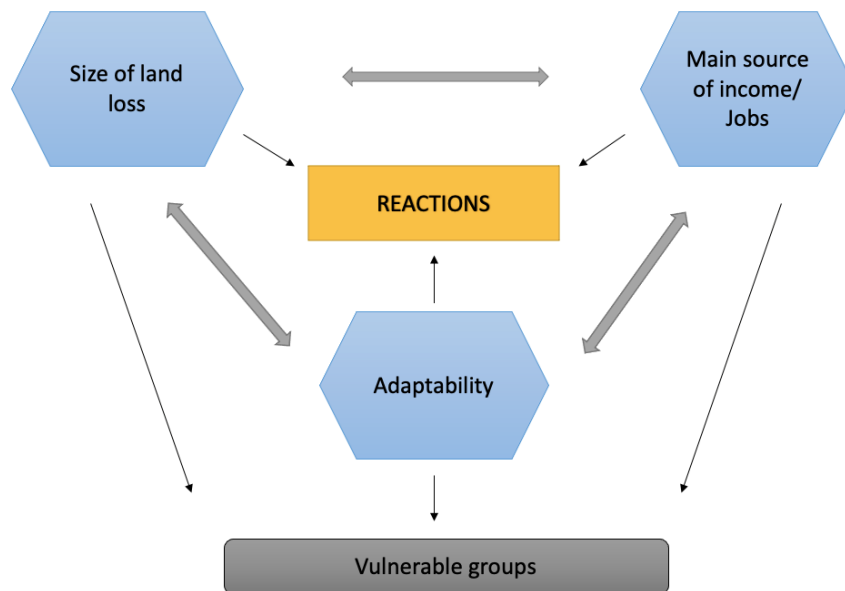 Size of land
loss
Main source
of income/
Jobs
REACTIONS
Adaptability
Vulnerable groups